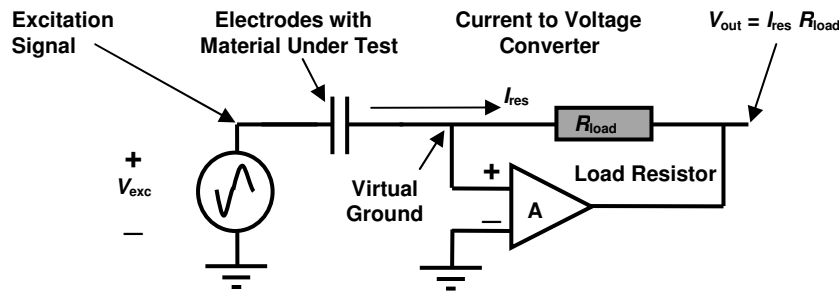 Excitation
Signal
Electrodes with
Material Under Test
Current to Voltage
Converter
Vout = Ires Rload
Ires
Rload
+
Vexc
—
Virtual
Ground
+
—
A
Load Resistor